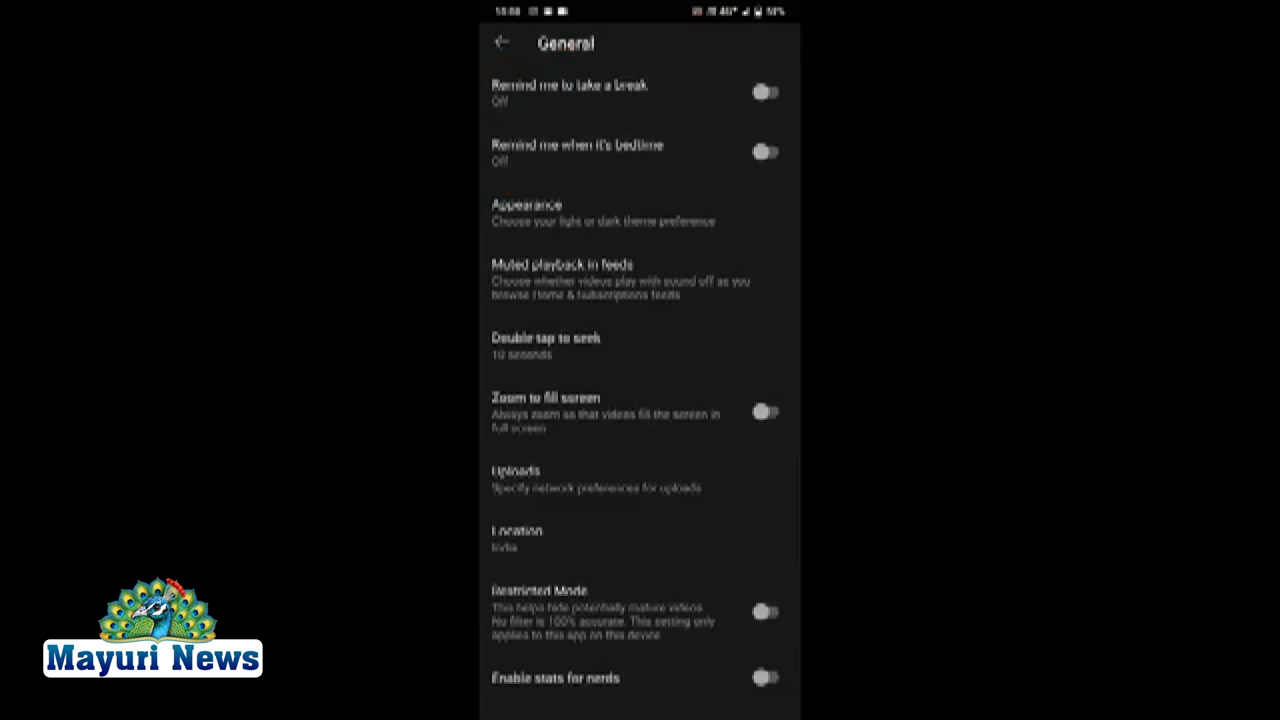 General
Remind me to take a break
Off
Remind me when it's bedtime
Off
Appearance
Choose your light or dark theme preference
Muted playback in feeds
Choose whether videos play with sound off as you
browse Home & Subscriptions feeds
Double tap to seek
10 seconds
Zoom to fill screen
Always zoom so that videos fill the screen in
full screen
Uploads
Specify network preferences for uploads
Location
India
Restricted Mode
This helps hide potentially mature videos.
No filter is 100% accurate. This setting only
applies to this app on this device
Enable stats for nerds
Mayuri News